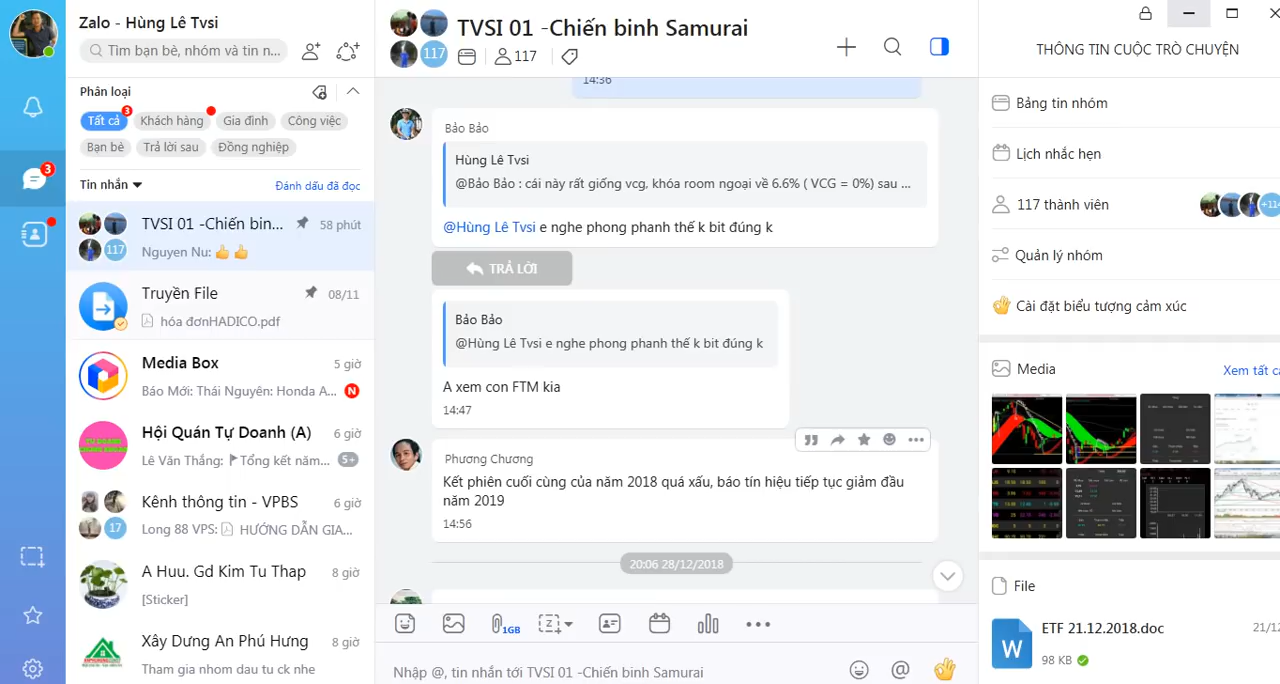 Zalo - Hùng Lê Tvsi
Tìm bạn bè, nhóm và tin n...
Phân loại
Tất cả
3
Khách hàng
Gia đình
Công việc
Bạn bè
Trả lời sau
Đồng nghiệp
Tin nhắn
Đánh dấu đã đọc
3
117
TVSI 01 -Chiến bin...
58 phút
Nguyen Nu:
Truyền File
08/11
hóa đơnHADICO.pdf
Media Box
5 giờ
Báo Mới: Thái Nguyên: Honda A...
N
Hội Quán Tự Doanh (A)
6 giờ
Lê Văn Thắng: Tổng kết năm...
5+
Kênh thông tin - VPBS
6 giờ
17
Long 88 VPS: HƯỚNG DẪN GIA...
A Huu. Gd Kim Tu Thap
8 giờ
[Sticker]
Xây Dưng An Phú Hưng
8 giờ
Tham gia nhom dau tu ck nhe
117
TVSI 01 -Chiến binh Samurai
117
14:36
Bảo Bảo
Hùng Lê Tvsi
@Bảo Bảo : cái này rất giống vcg, khóa room ngoại về 6.6% ( VCG = 0%) sau ...
@Hùng Lê Tvsi e nghe phong phanh thế k bit đúng k
TRẢ LỜI
Bảo Bảo
@Hùng Lê Tvsi e nghe phong phanh thế k bit đúng k
A xem con FTM kia
14:47
Trọng Chương
Kết phiên cuối cùng của năm 2018 quá xấu, báo tín hiệu tiếp tục giảm đầu
năm 2019
14:56
20:06 28/12/2018
1GB
Nhập @, tin nhắn tới TVSI 01 -Chiến binh Samurai
THÔNG TIN CUỘC TRÒ CHUYỆN
Bảng tin nhóm
Lịch nhắc hẹn
117 thành viên
+114
Quản lý nhóm
Cài đặt biểu tượng cảm xúc
Media
Xem tất cả
File
ETF 21.12.2018.doc
21/12
W
98 KB